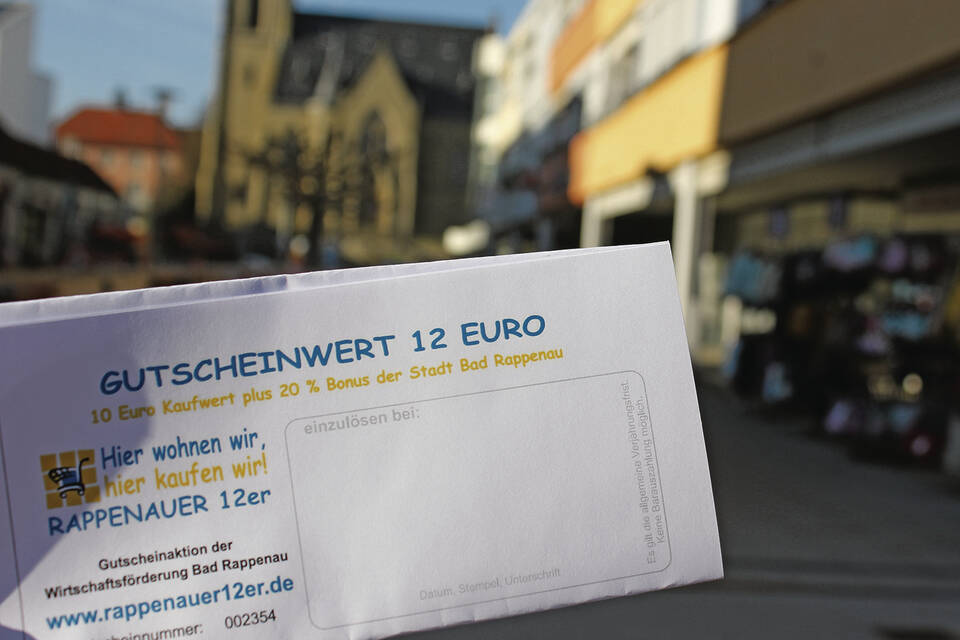 GUTSCHEINWERT 12 EURO
10 Euro Kaufwert plus 20 % Bonus der Stadt Bad Rappenau
Hier wohnen wir,
hier kaufen wir!
RAPPENAUER 12er
Gutscheinaktion der
Wirtschaftsförderung Bad Rappenau
www.rappenauer12er.de
cheinnummer: 002354
einzulösen bei:
Datum, Stempel, Unterschrift
Es gilt die allgemeine Verjährungsfrist.
Keine Barauszahlung möglich.